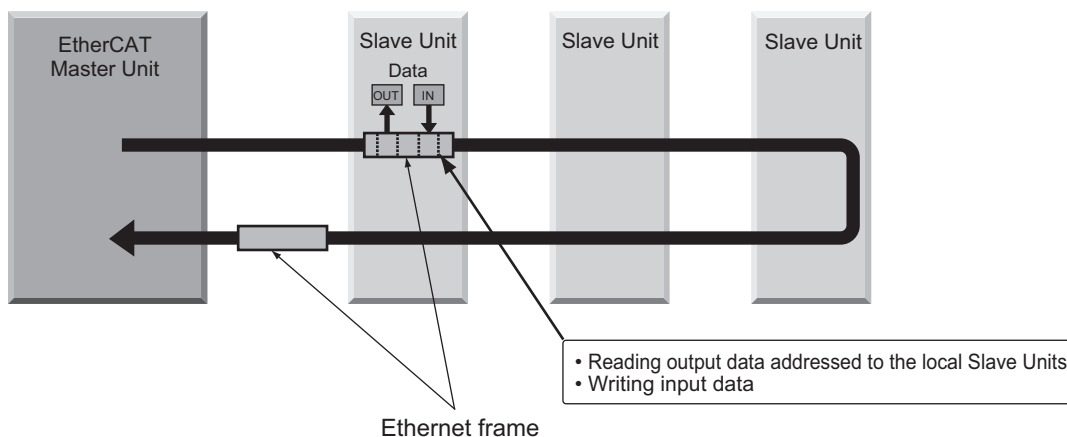 EtherCAT
Master Unit
Slave Unit
Data
OUT
IN
Slave Unit
Slave Unit
• Reading output data addressed to the local Slave Units
• Writing input data
Ethernet frame